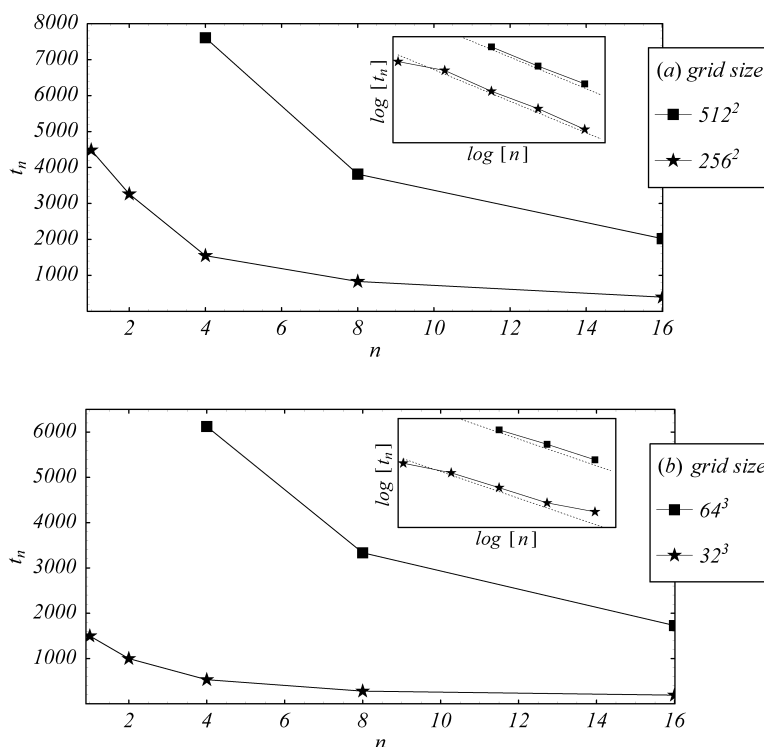 8000
7000
6000
5000
4000
3000
2000
1000
t_n
2 4 6 8 10 12 14 16
n
log [t_n]
log [n]
(a) grid size
512²
256²
6000
5000
4000
3000
2000
1000
t_n
2 4 6 8 10 12 14 16
n
log [t_n]
log [n]
(b) grid size
64³
32³